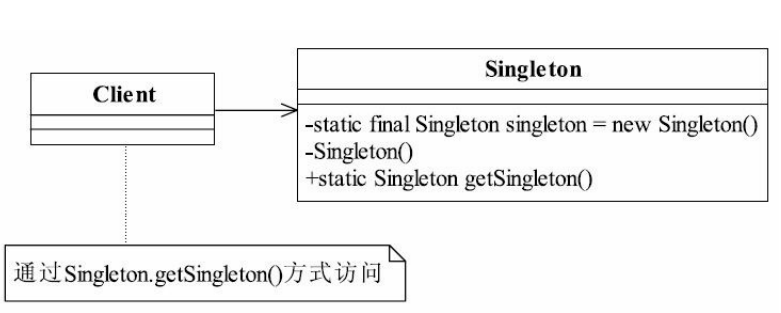 Client
Singleton
-static final Singleton singleton = new Singleton()
-Singleton()
+static Singleton getSingleton()
通过Singleton.getSingleton()方式访问